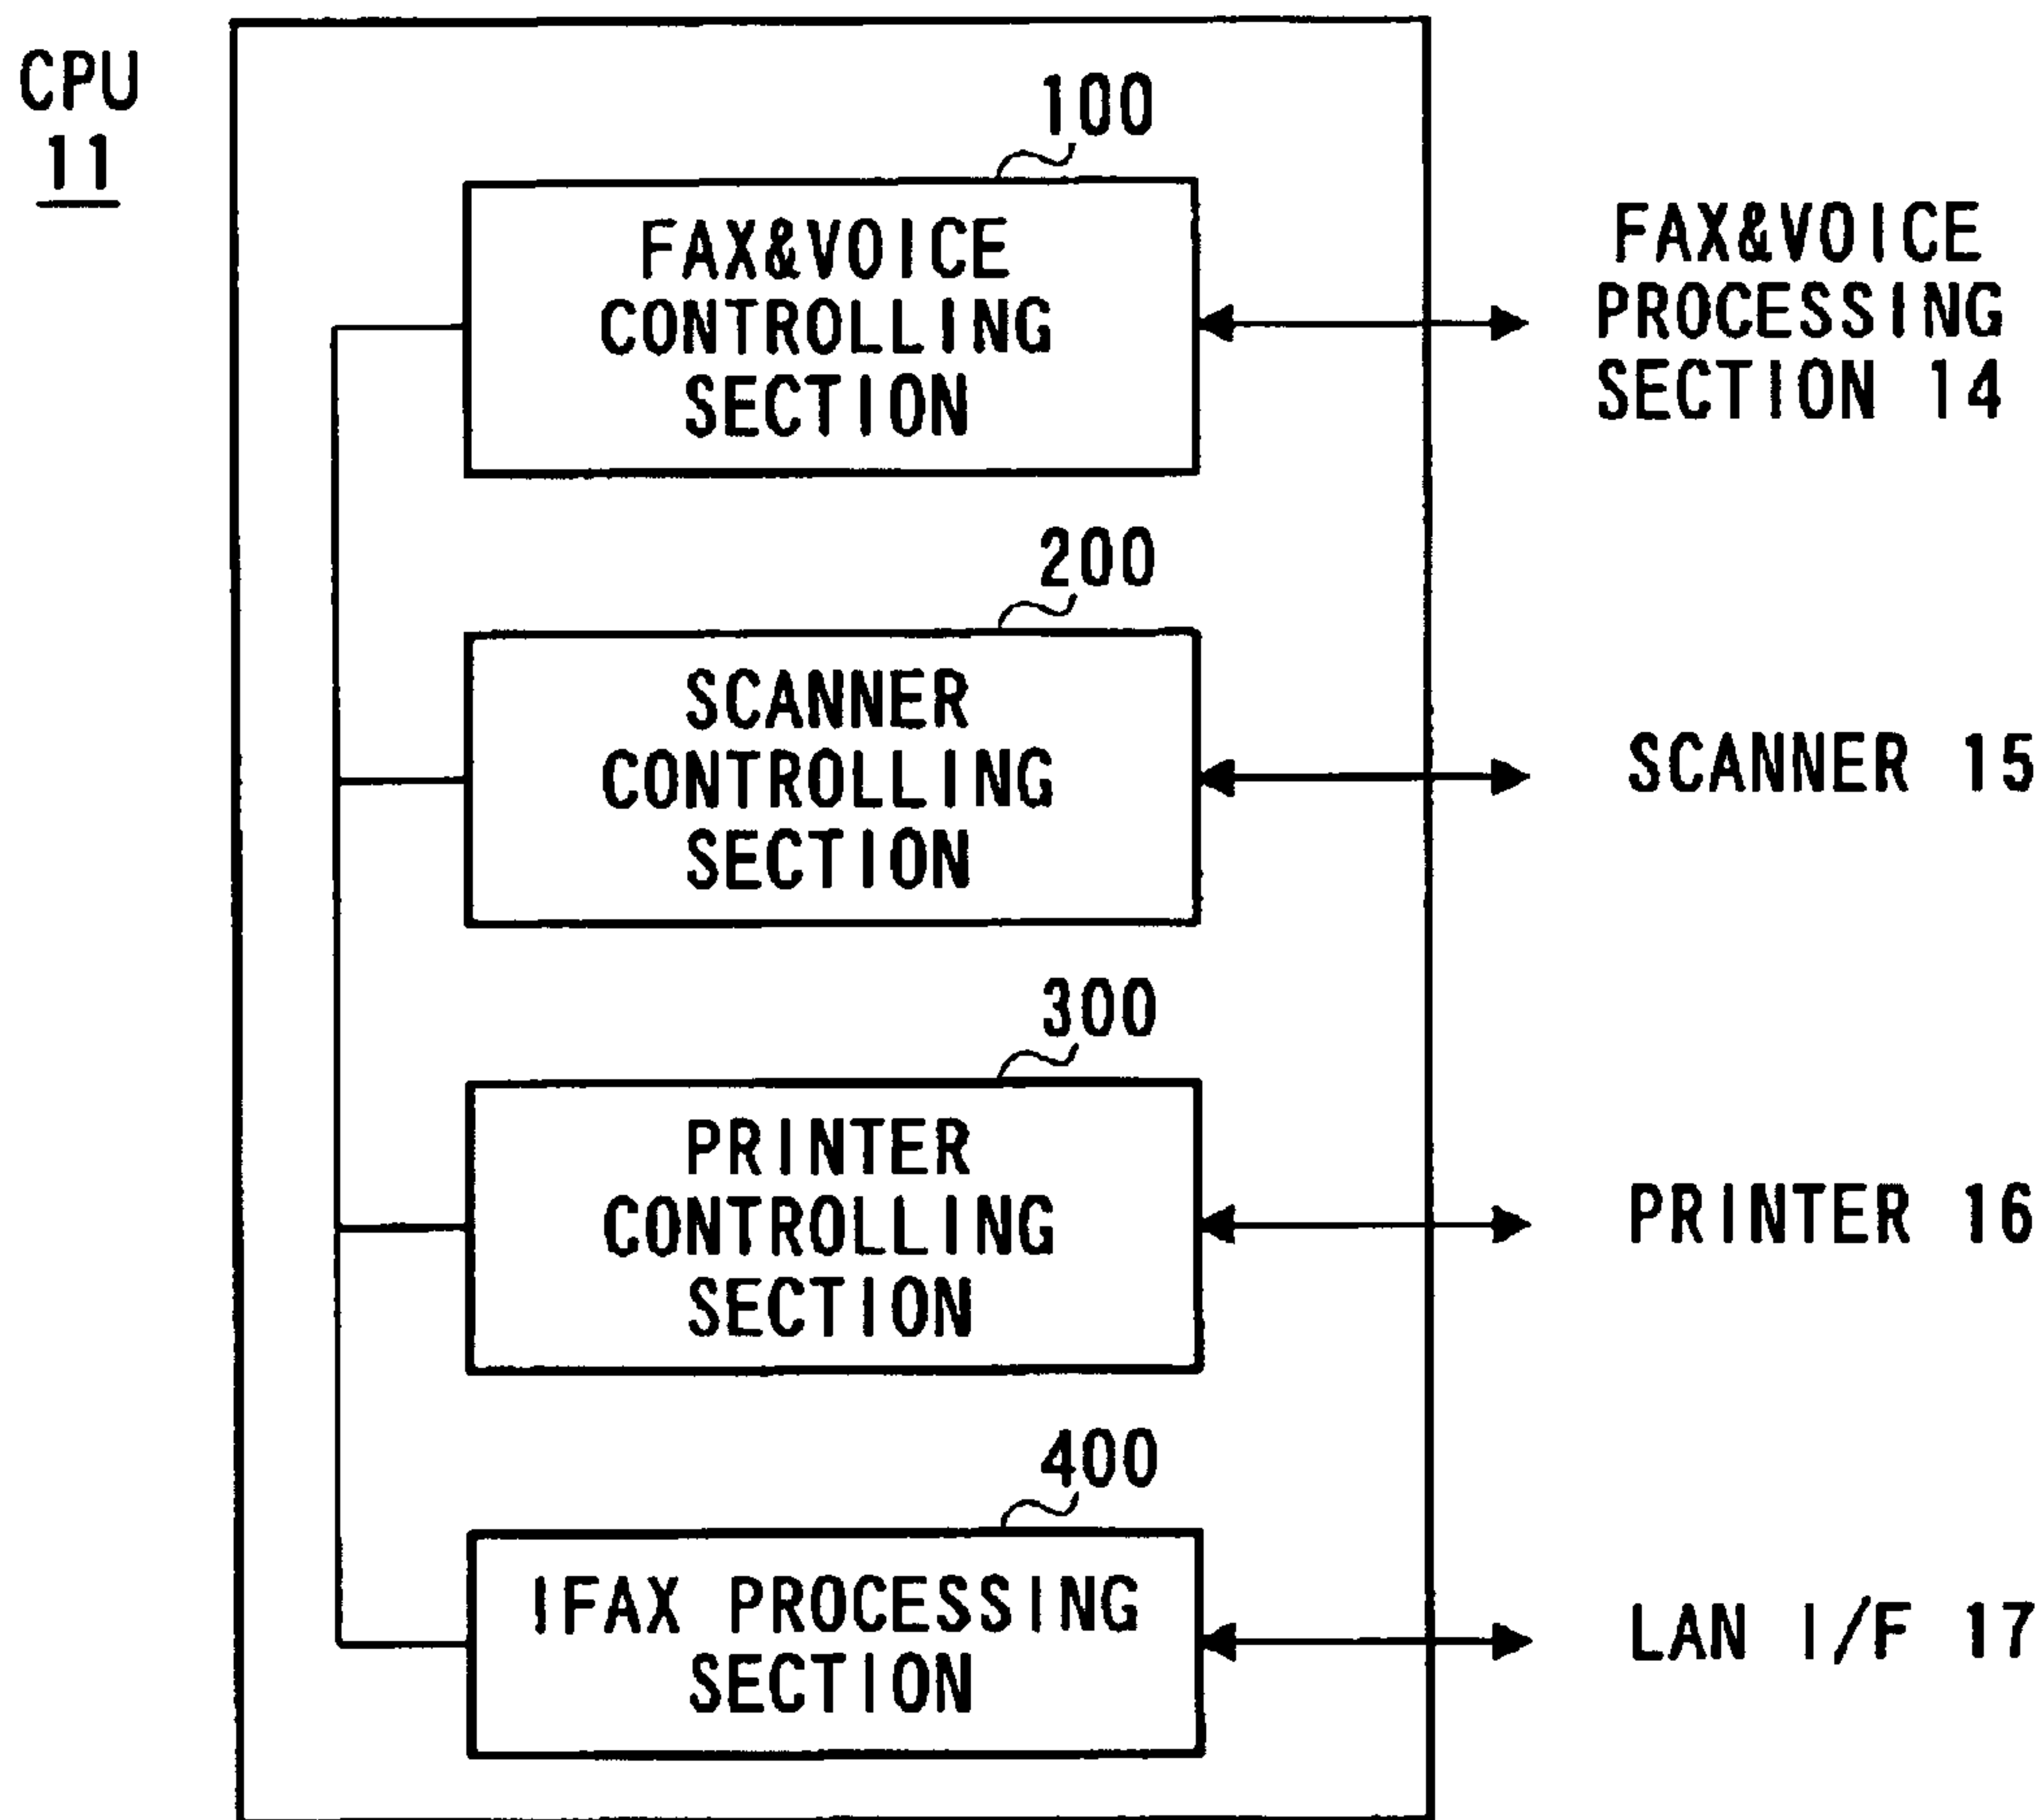 CPU
11
100
FAX&VOICE
CONTROLLING
SECTION
FAX&VOICE
PROCESSING
SECTION 14
200
SCANNER
CONTROLLING
SECTION
SCANNER 15
300
PRINTER
CONTROLLING
SECTION
PRINTER 16
400
IFAX PROCESSING
SECTION
LAN I/F 17